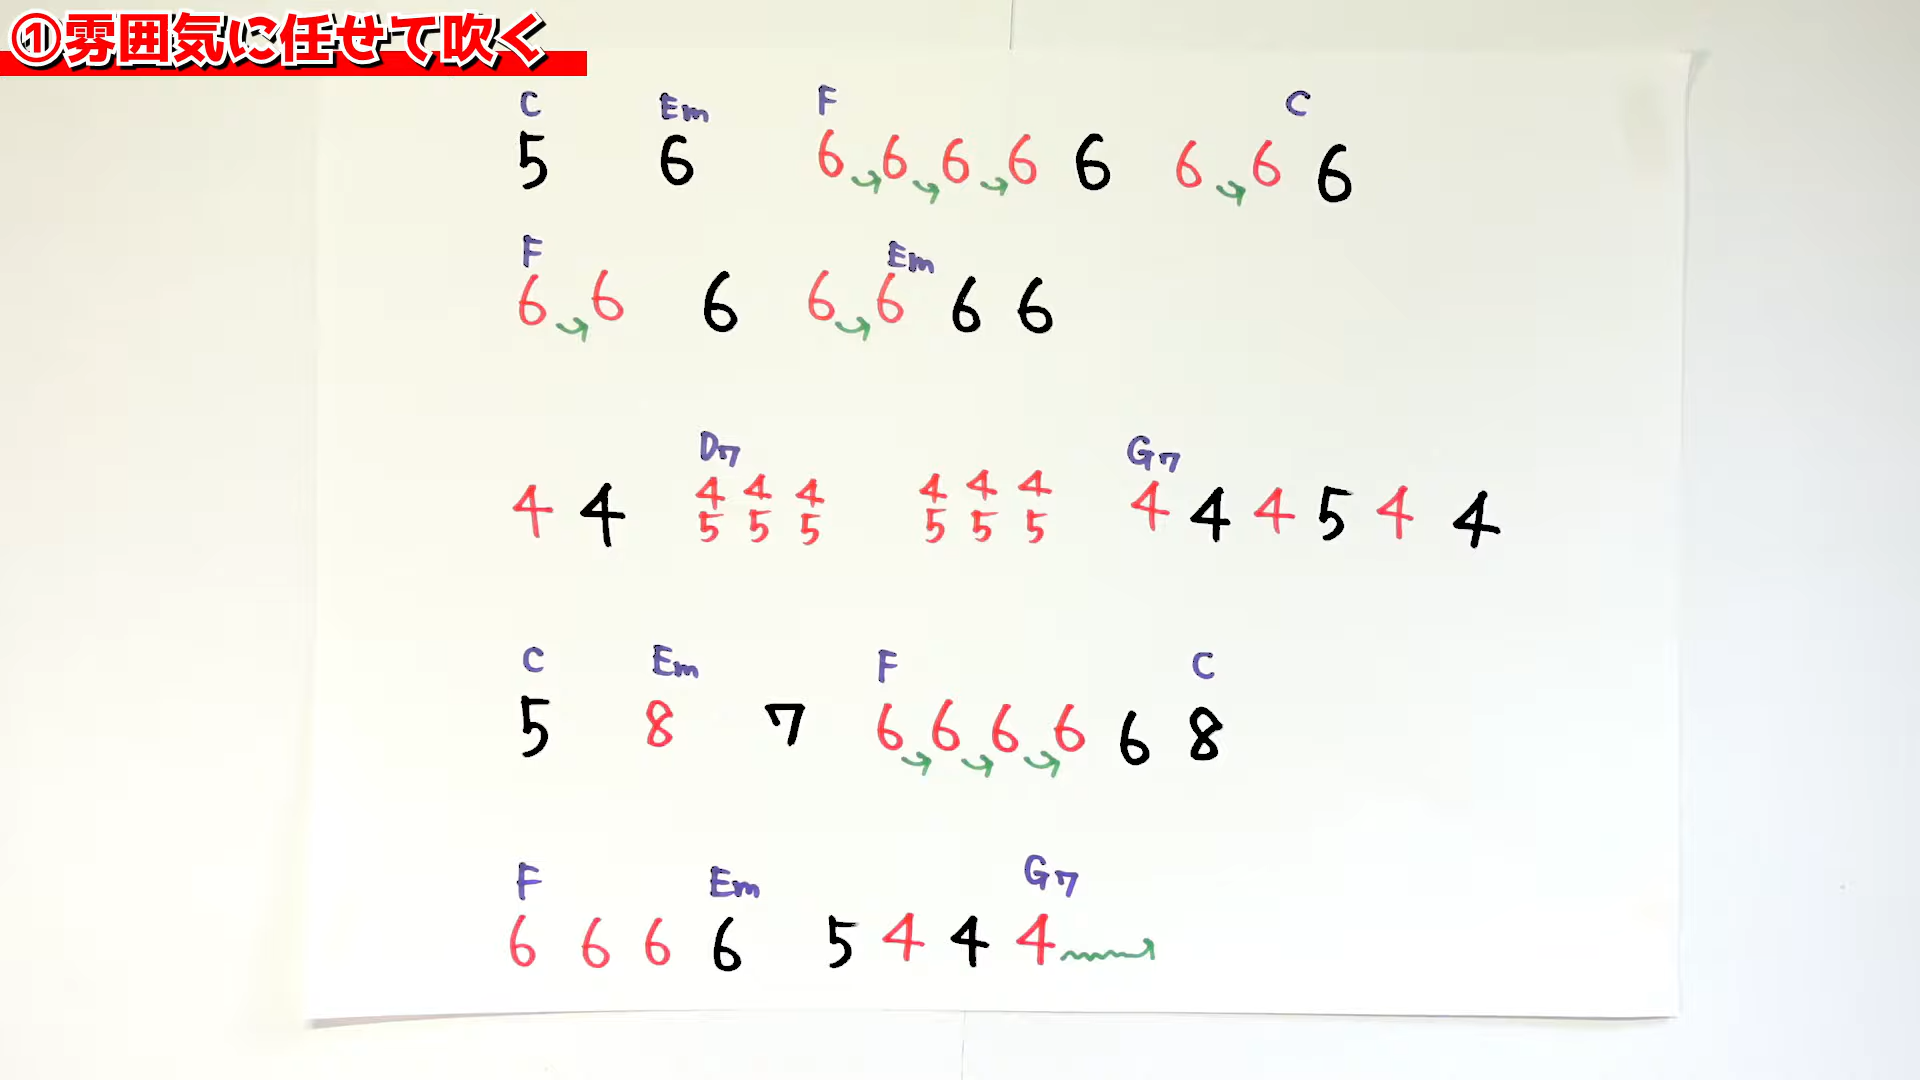 ①雰囲気に任せて吹く
C Em F C
5 6 6 6 6 6 6 6 6 6
F Em
6 6 6 6 6 6 6
D7 G7
4 4 4 4 4 4 4 4 4 4 4 5 4 4
5 5 5 5 5 5
C Em F C
5 8 7 6 6 6 6 6 8
F Em G7
6 6 6 6 5 4 4 4